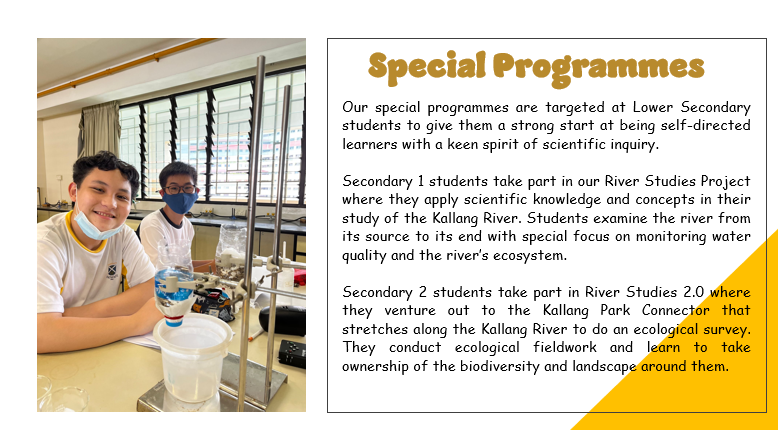 Special Programmes
Our special programmes are targeted at Lower Secondary
students to give them a strong start at being self-directed
learners with a keen spirit of scientific inquiry.
Secondary 1 students take part in our River Studies Project
where they apply scientific knowledge and concepts in their
study of the Kallang River. Students examine the river from
its source to its end with special focus on monitoring water
quality and the river's ecosystem.
Secondary 2 students take part in River Studies 2.0 where
they venture out to the Kallang Park Connector that
stretches along the Kallang River to do an ecological survey.
They conduct ecological fieldwork and learn to take
ownership of the biodiversity and landscape around them.